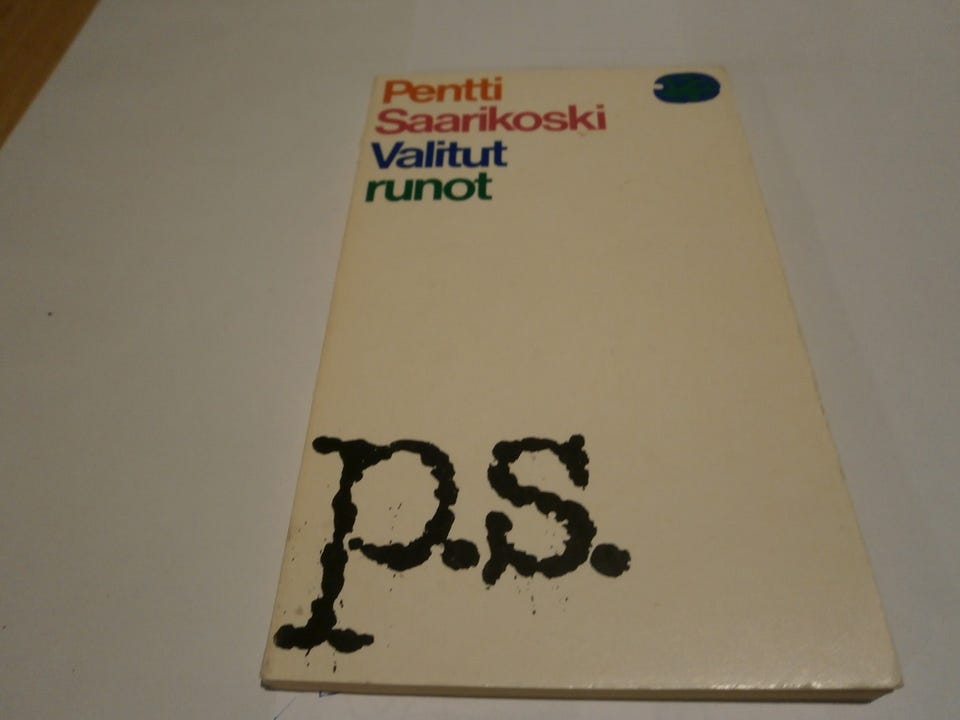 Pentti
Saarikoski
Valitut
runot
p.s.